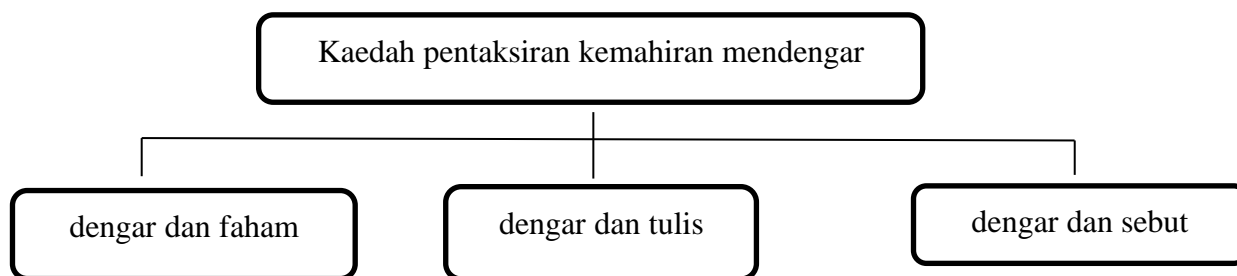 Kaedah pentaksiran kemahiran mendengar
dengar dan faham
dengar dan tulis
dengar dan sebut